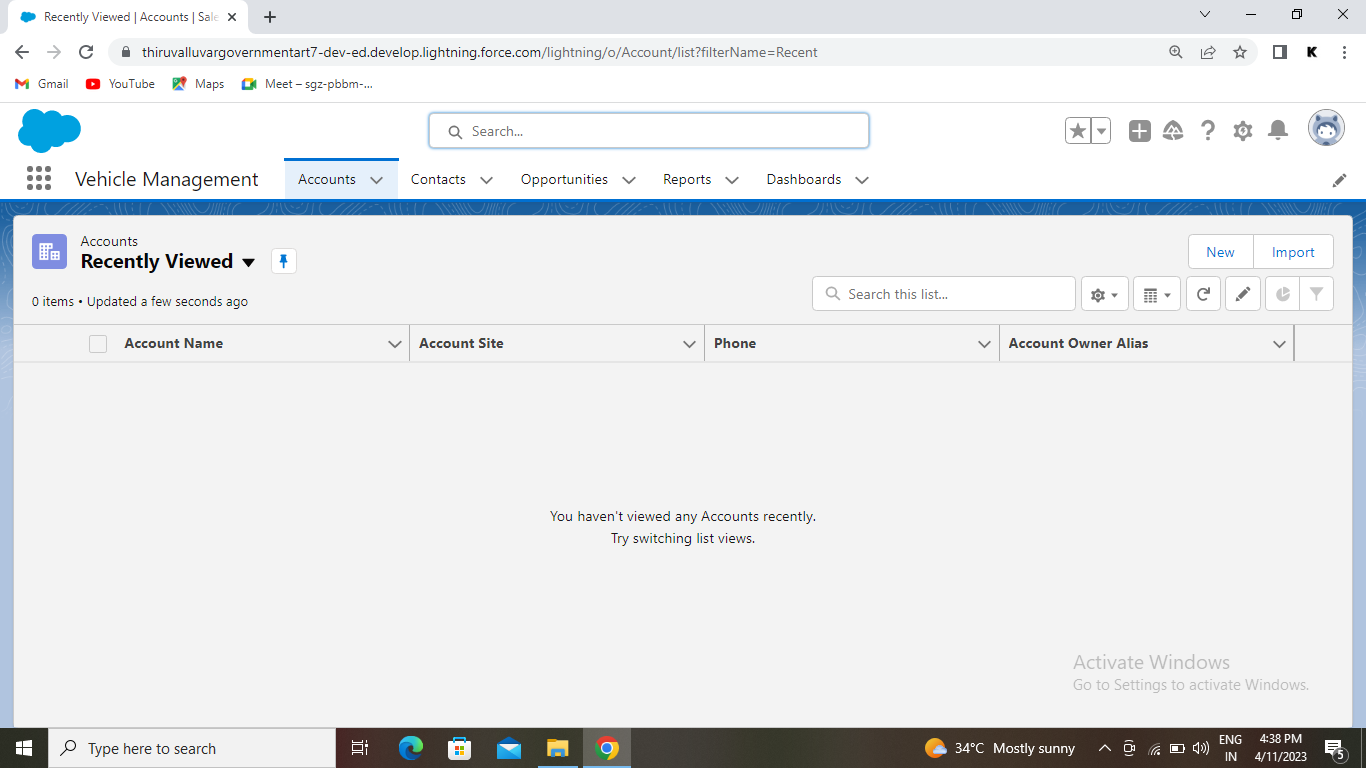 Recently Viewed | Accounts | Sale
thiruvalluvargovernmentart7-dev-ed.develop.lightning.force.com/lightning/o/Account/list?filterName=Recent
K
Gmail YouTube Maps Meet – sgz-pbbm-...
Search...
Vehicle Management Accounts Contacts Opportunities Reports Dashboards
Accounts
Recently Viewed
New Import
0 items • Updated a few seconds ago
Search this list...
Account Name Account Site Phone Account Owner Alias
You haven't viewed any Accounts recently.
Try switching list views.
Activate Windows
Go to Settings to activate Windows.
Type here to search
34°C Mostly sunny
ENG
IN
4:38 PM
4/11/2023
5